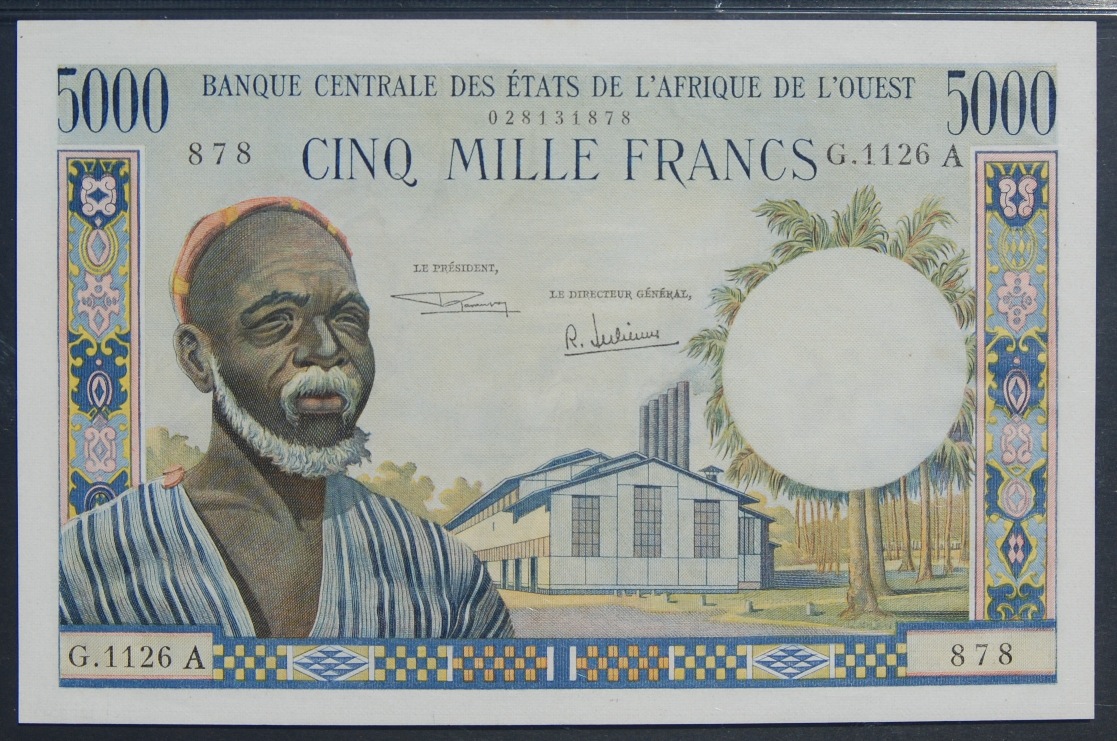 5000 BANQUE CENTRALE DES ÉTATS DE L'AFRIQUE DE L'OUEST 5000
028131878
878 CINQ MILLE FRANCS G.1126 A
LE PRÉSIDENT,
LE DIRECTEUR GÉNÉRAL,
G.1126 A 878